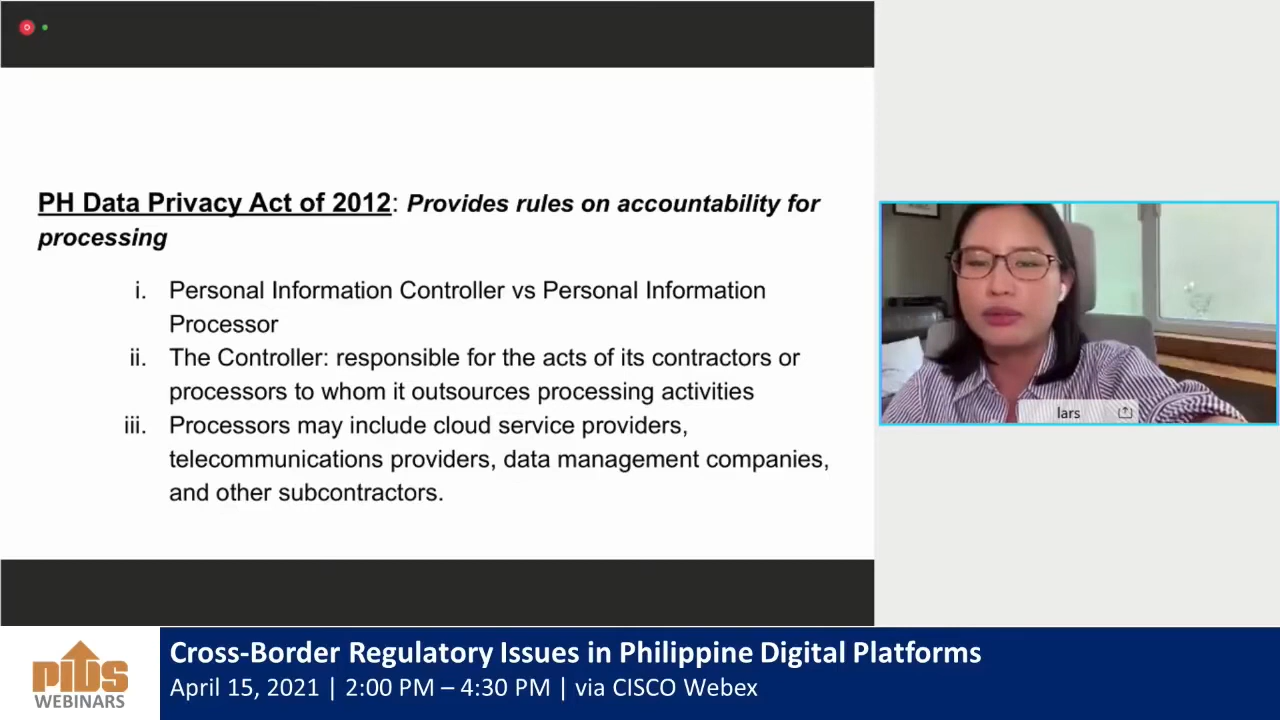 PH Data Privacy Act of 2012: Provides rules on accountability for
processing
i. Personal Information Controller vs Personal Information
Processor
ii. The Controller: responsible for the acts of its contractors or
processors to whom it outsources processing activities
iii. Processors may include cloud service providers,
telecommunications providers, data management companies,
and other subcontractors.
lars
PIDS
WEBINARS
Cross-Border Regulatory Issues in Philippine Digital Platforms
April 15, 2021 | 2:00 PM – 4:30 PM | via CISCO Webex